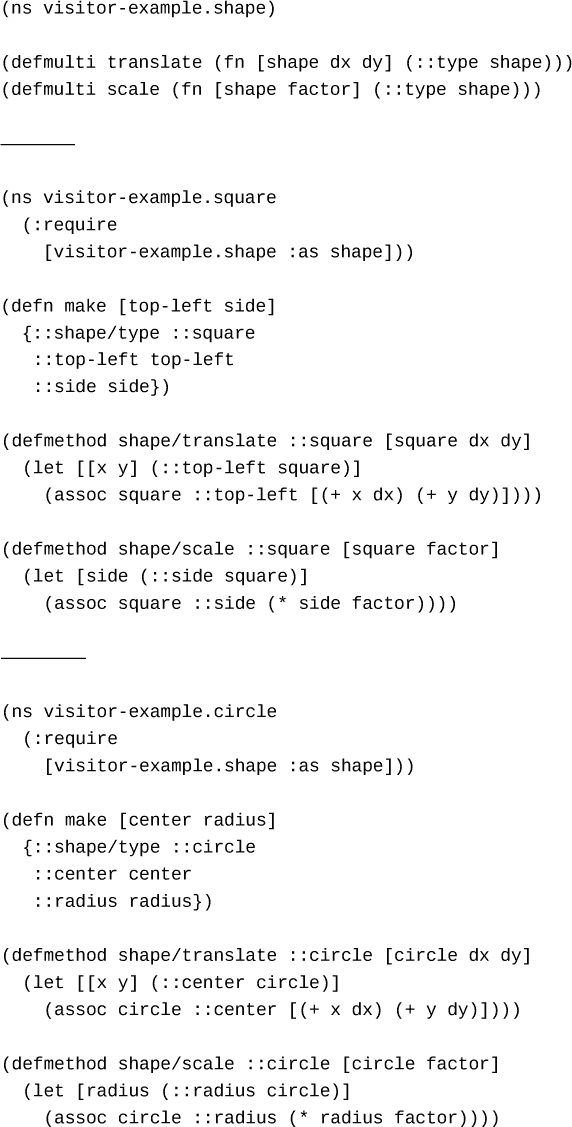 (ns visitor-example.shape)

(defmulti translate (fn [shape dx dy] (::type shape)))
(defmulti scale (fn [shape factor] (::type shape)))

———————

(ns visitor-example.square
  (:require
    [visitor-example.shape :as shape]))

(defn make [top-left side]
  {::shape/type ::square
   ::top-left top-left
   ::side side})

(defmethod shape/translate ::square [square dx dy]
  (let [[x y] (::top-left square)]
    (assoc square ::top-left [(+ x dx) (+ y dy)])))

(defmethod shape/scale ::square [square factor]
  (let [side (::side square)]
    (assoc square ::side (* side factor))))

————————

(ns visitor-example.circle
  (:require
    [visitor-example.shape :as shape]))

(defn make [center radius]
  {::shape/type ::circle
   ::center center
   ::radius radius})

(defmethod shape/translate ::circle [circle dx dy]
  (let [[x y] (::center circle)]
    (assoc circle ::center [(+ x dx) (+ y dy)])))

(defmethod shape/scale ::circle [circle factor]
  (let [radius (::radius circle)]
    (assoc circle ::radius (* radius factor))))